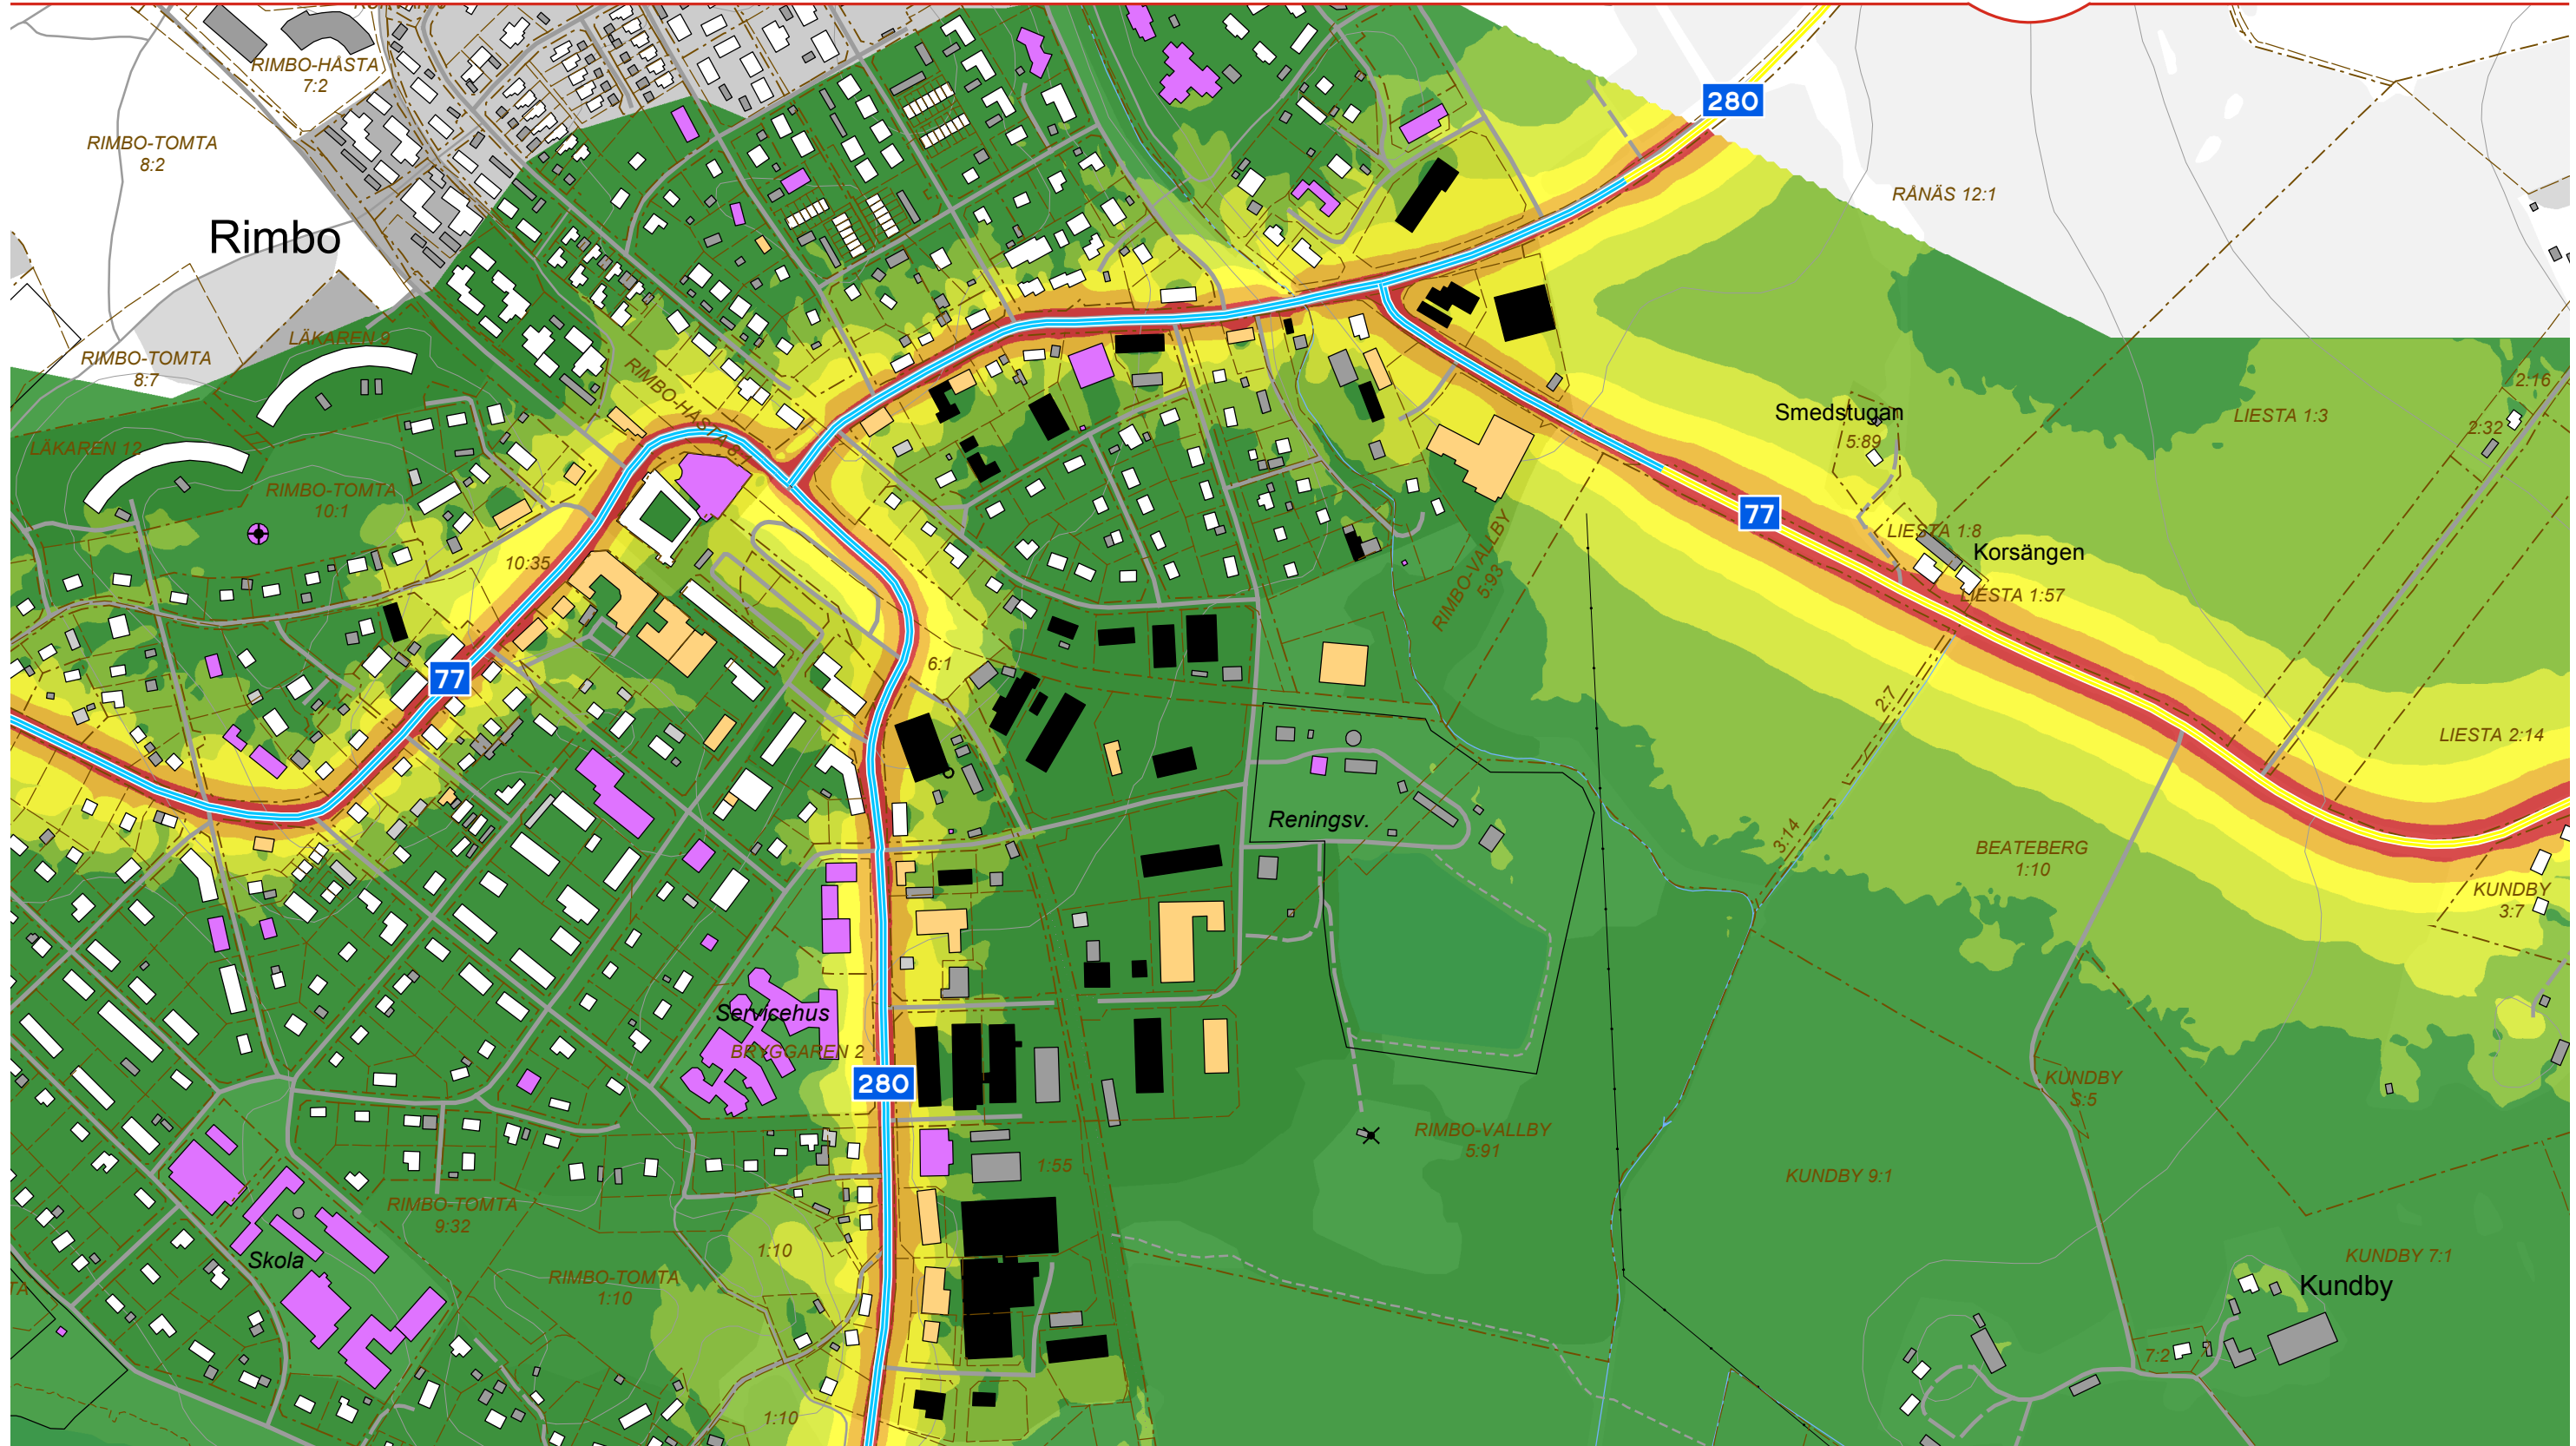 RIMBO-HÅSTA
7:2
280
RIMBO-TOMTA
8:2
RÅNÄS 12:1
Rimbo
LÄKAREN 9
RIMBO-TOMTA
8:7
RIMBO-HÅSTA
2:16
Smedstugan
5:89
LIESTA 1:3
2:32
LÄKAREN 12
RIMBO-TOMTA
10:1
77
LIESTA 1:8
Korsängen
10:35
RIMBO-VALLBY
5:93
LIESTA 1:57
6:1
77
2:7
LIESTA 2:14
Reningsv.
3:14
BEATEBERG
1:10
KUNDBY
3:7
Servicehus
BRYGGAREN 2
280
KUNDBY
S:5
RIMBO-VALLBY
5:91
1:55
KUNDBY 9:1
RIMBO-TOMTA
9:32
Skola
1:10
RIMBO-TOMTA
1:10
KUNDBY 7:1
Kundby
7:2
1:10